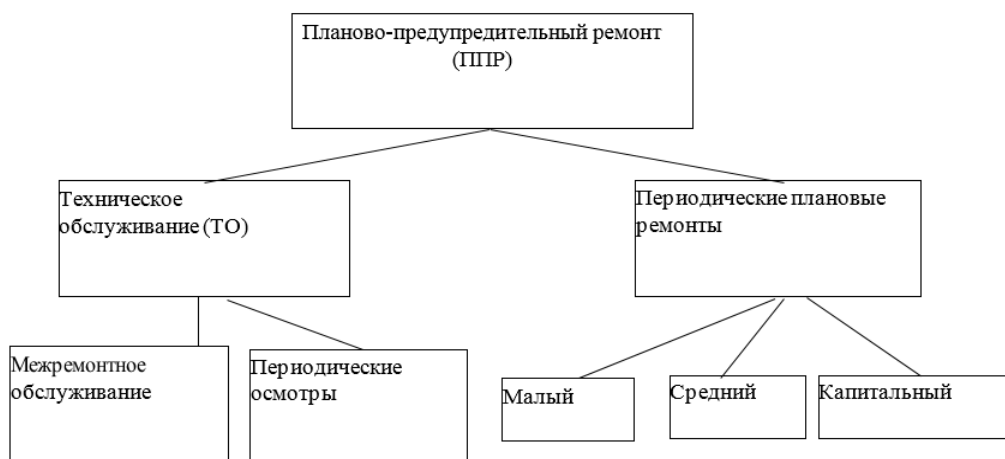 Планово-предупредительный ремонт
(ППР)
Техническое
обслуживание (ТО)
Периодические плановые
ремонты
Межремонтное
обслуживание
Периодические
осмотры
Малый
Средний
Капитальный